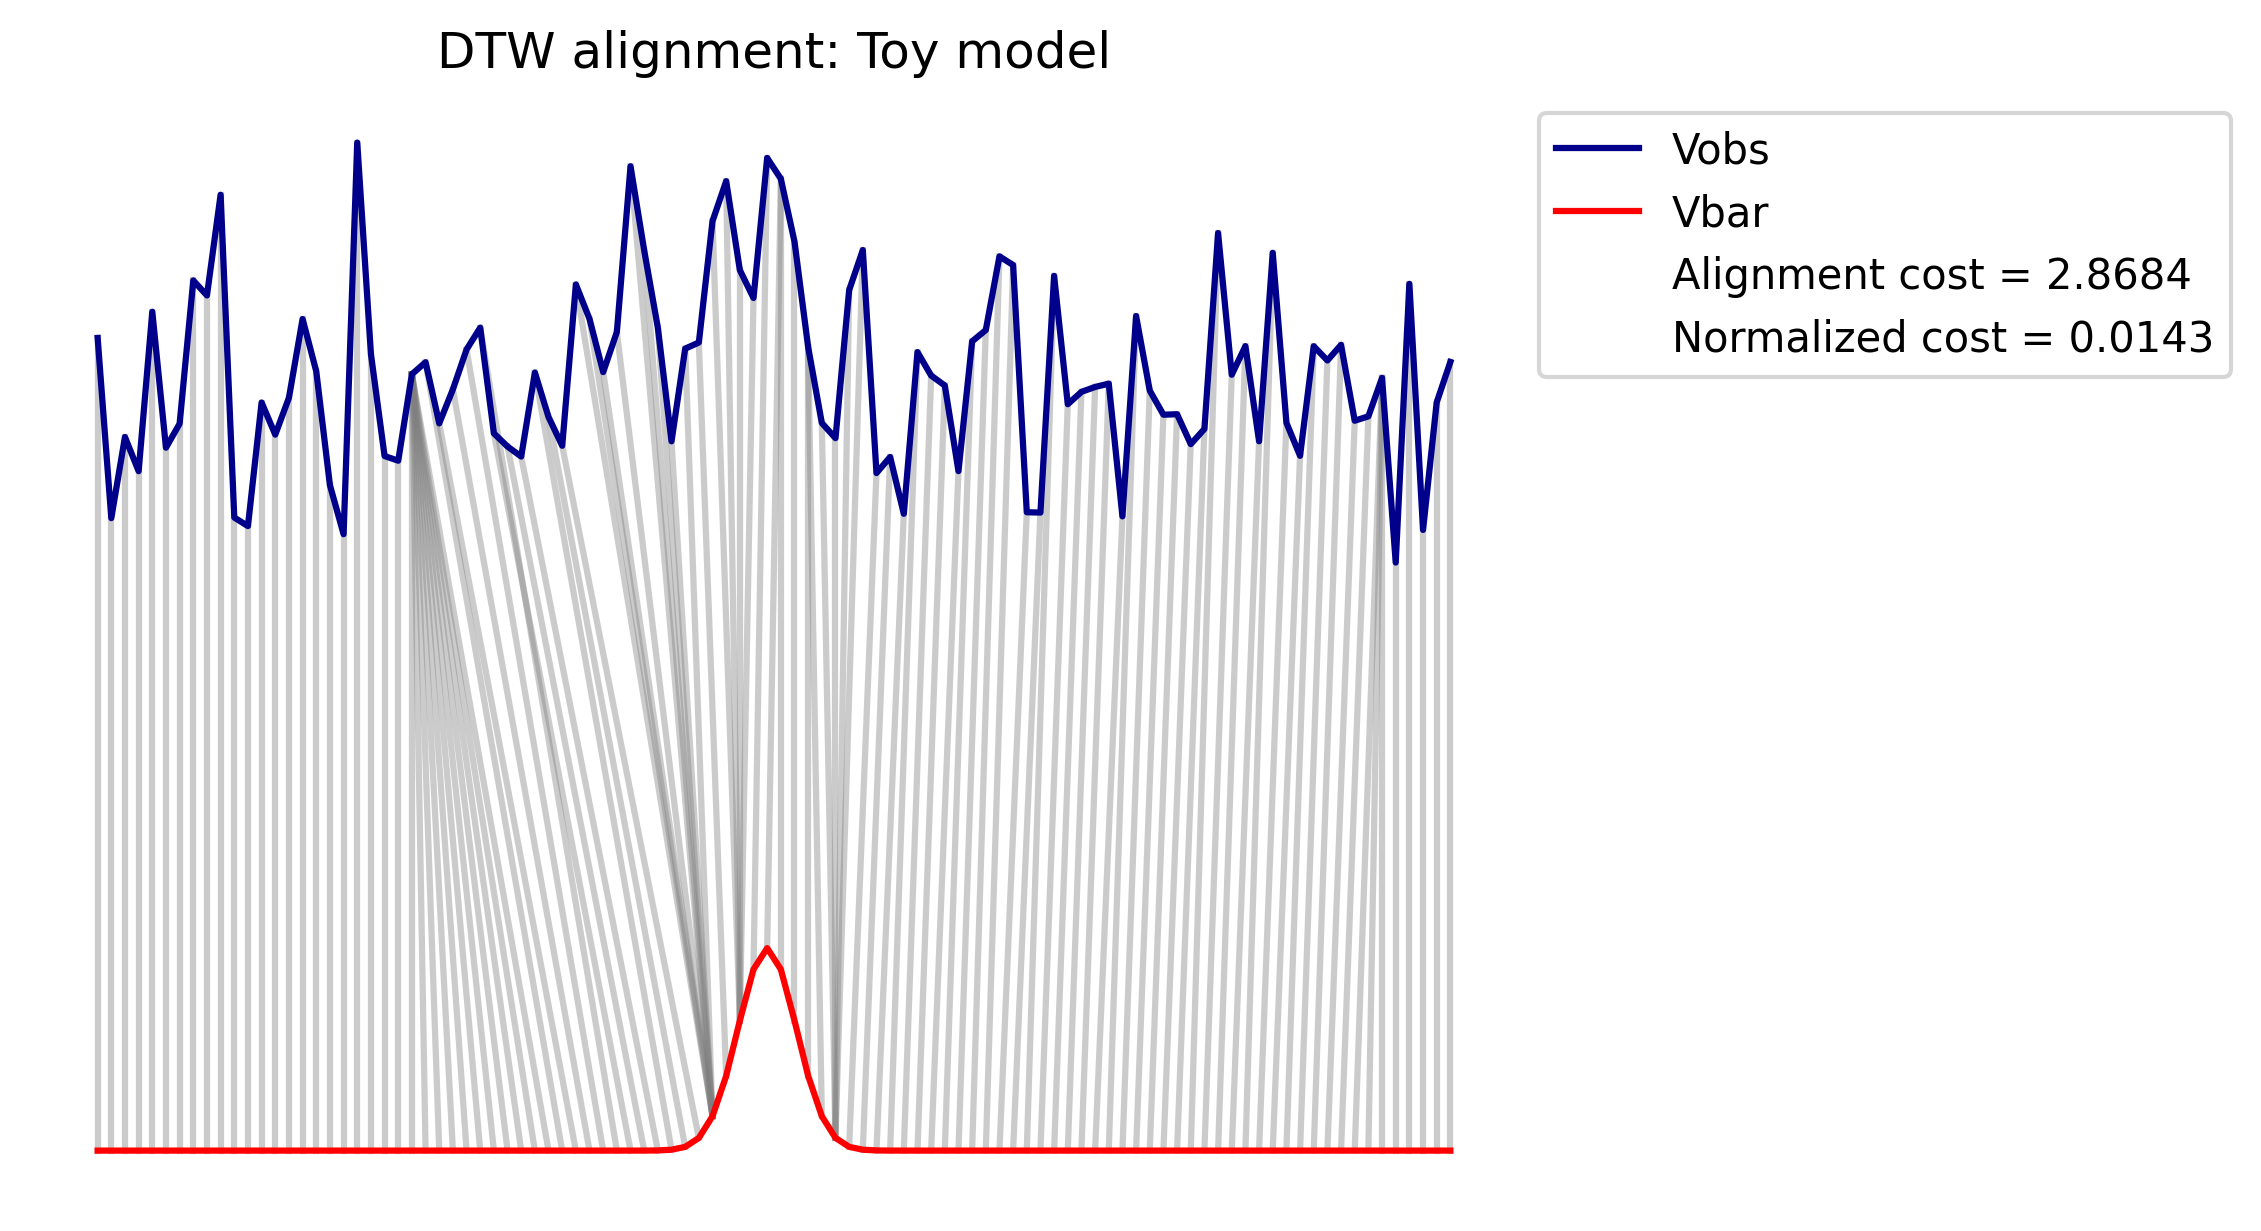 DTW alignment: Toy model
Vobs
Vbar
Alignment cost = 2.8684
Normalized cost = 0.0143